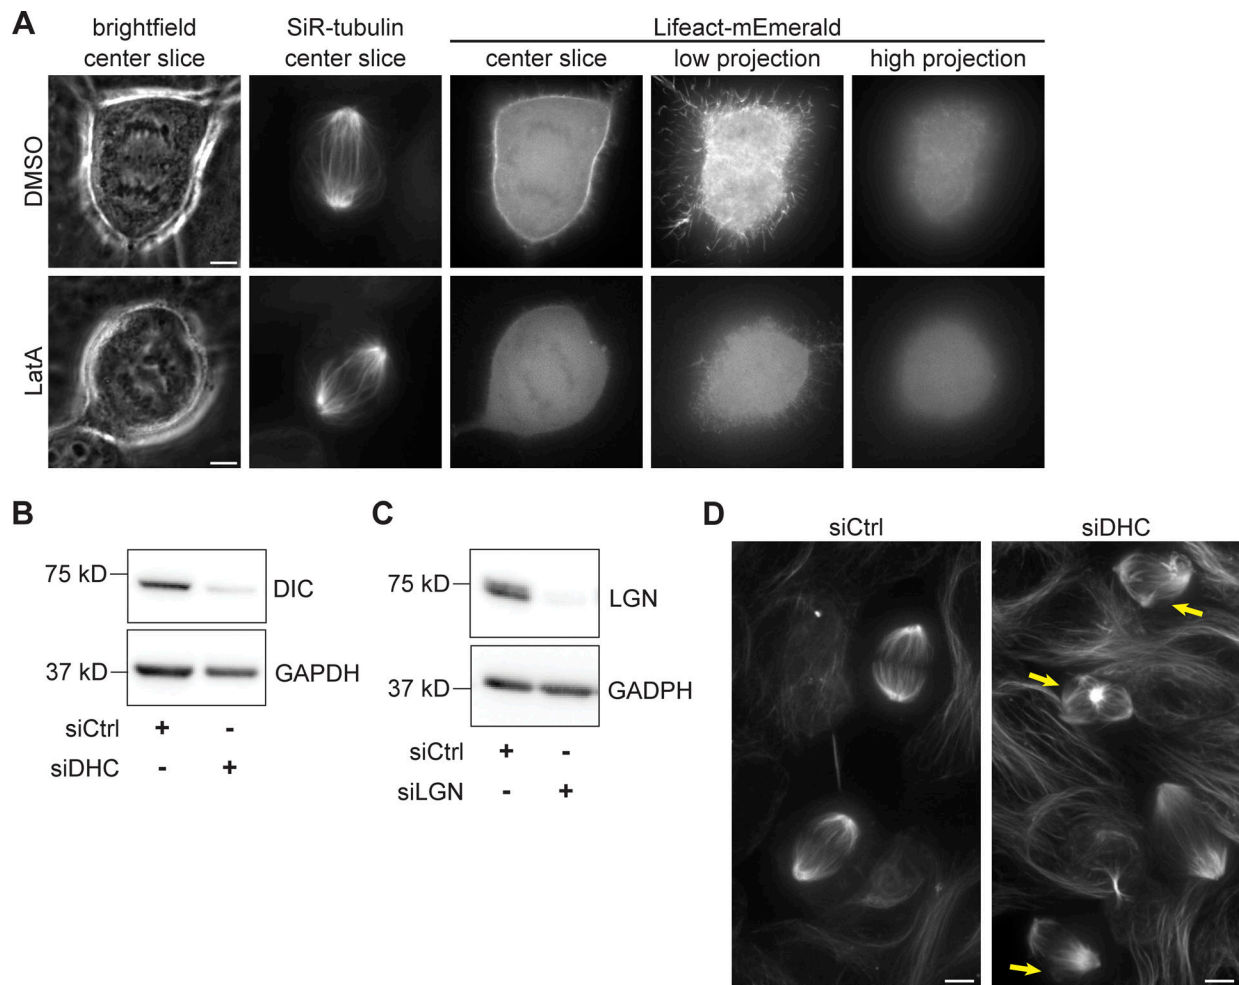 A
brightfield
center slice
SiR-tubulin
center slice
Lifeact-mEmerald
center slice
low projection
high projection
DMSO
LatA
B
75 kD
DIC
37 kD
GAPDH
siCtrl + -
siDHC - +
C
75 kD
LGN
37 kD
GADPH
siCtrl + -
siLGN - +
D
siCtrl
siDHC